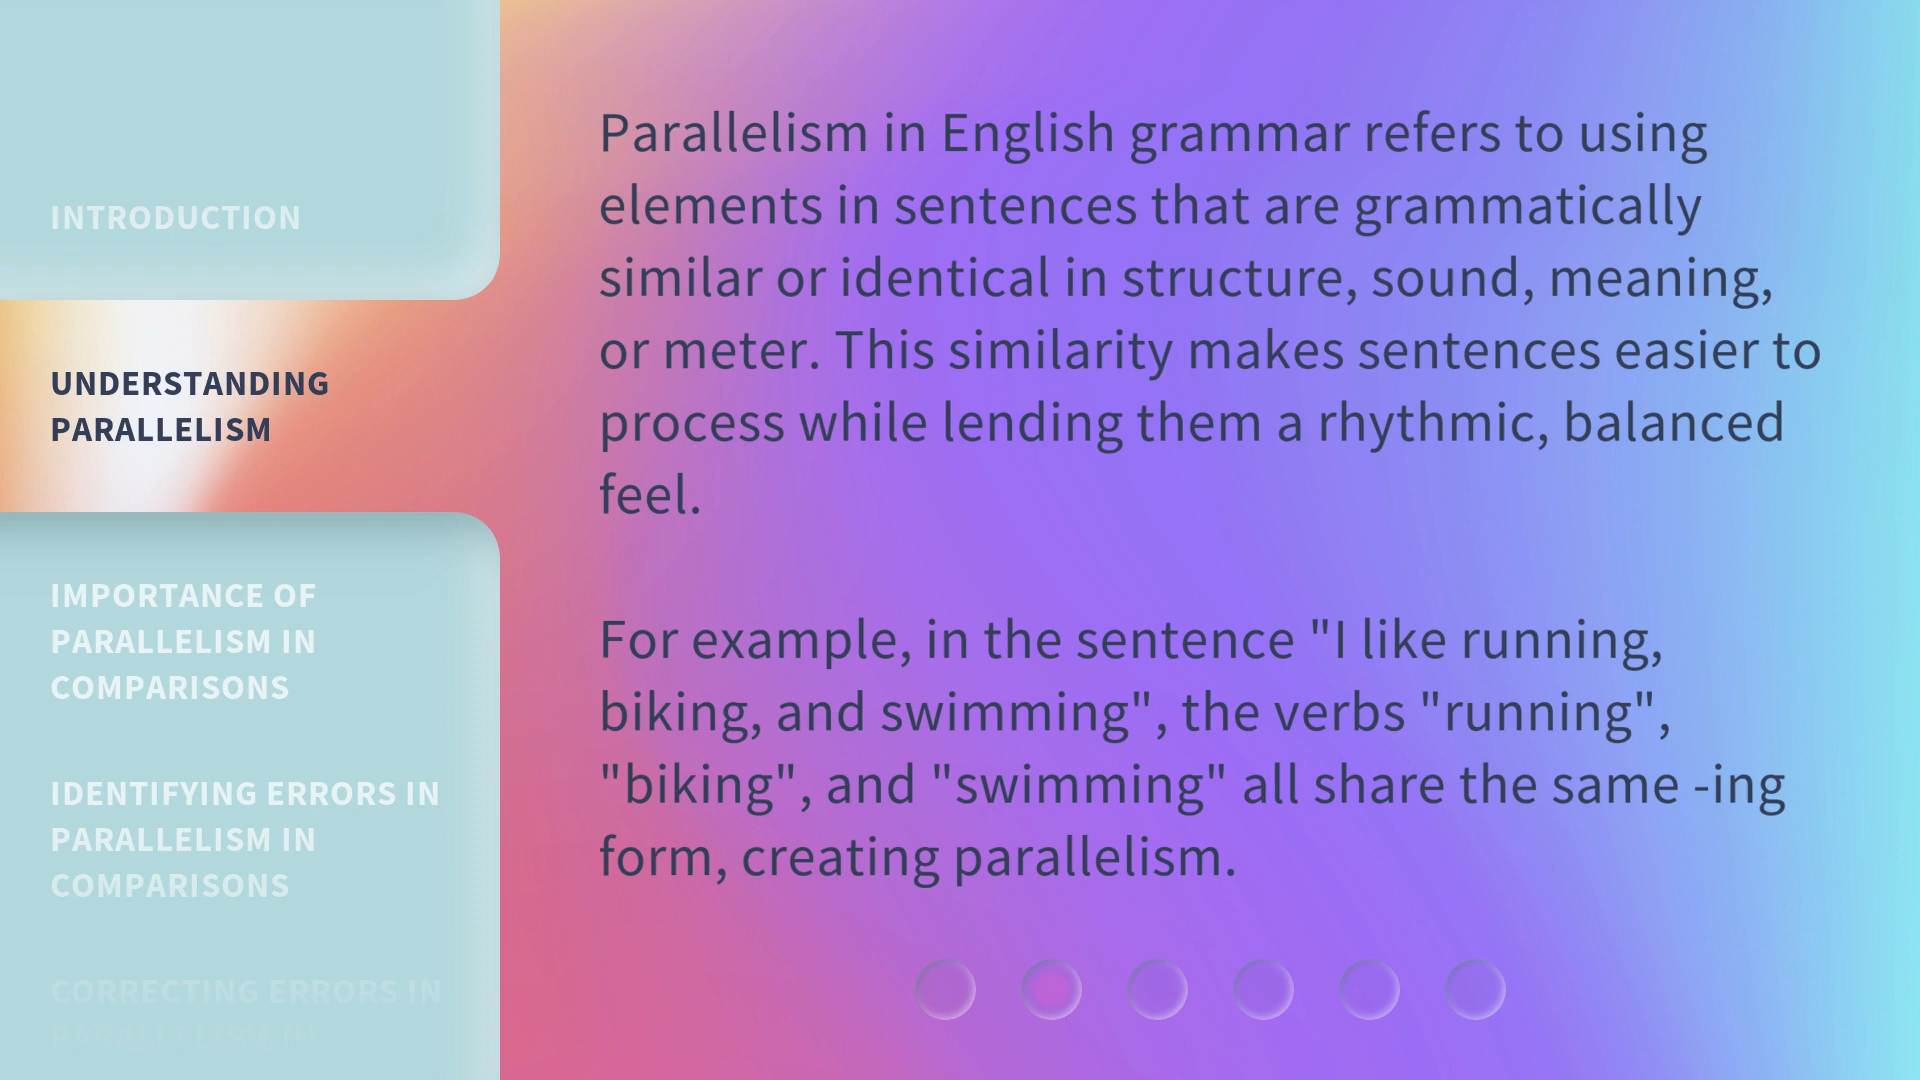 INTRODUCTION
UNDERSTANDING
PARALLELISM
IMPORTANCE OF
PARALLELISM IN
COMPARISONS
IDENTIFYING ERRORS IN
PARALLELISM IN
COMPARISONS
CORRECTING ERRORS IN
PARALLELISM IN
Parallelism in English grammar refers to using
elements in sentences that are grammatically
similar or identical in structure, sound, meaning,
or meter. This similarity makes sentences easier to
process while lending them a rhythmic, balanced
feel.
For example, in the sentence "I like running,
biking, and swimming", the verbs "running",
"biking", and "swimming" all share the same -ing
form, creating parallelism.